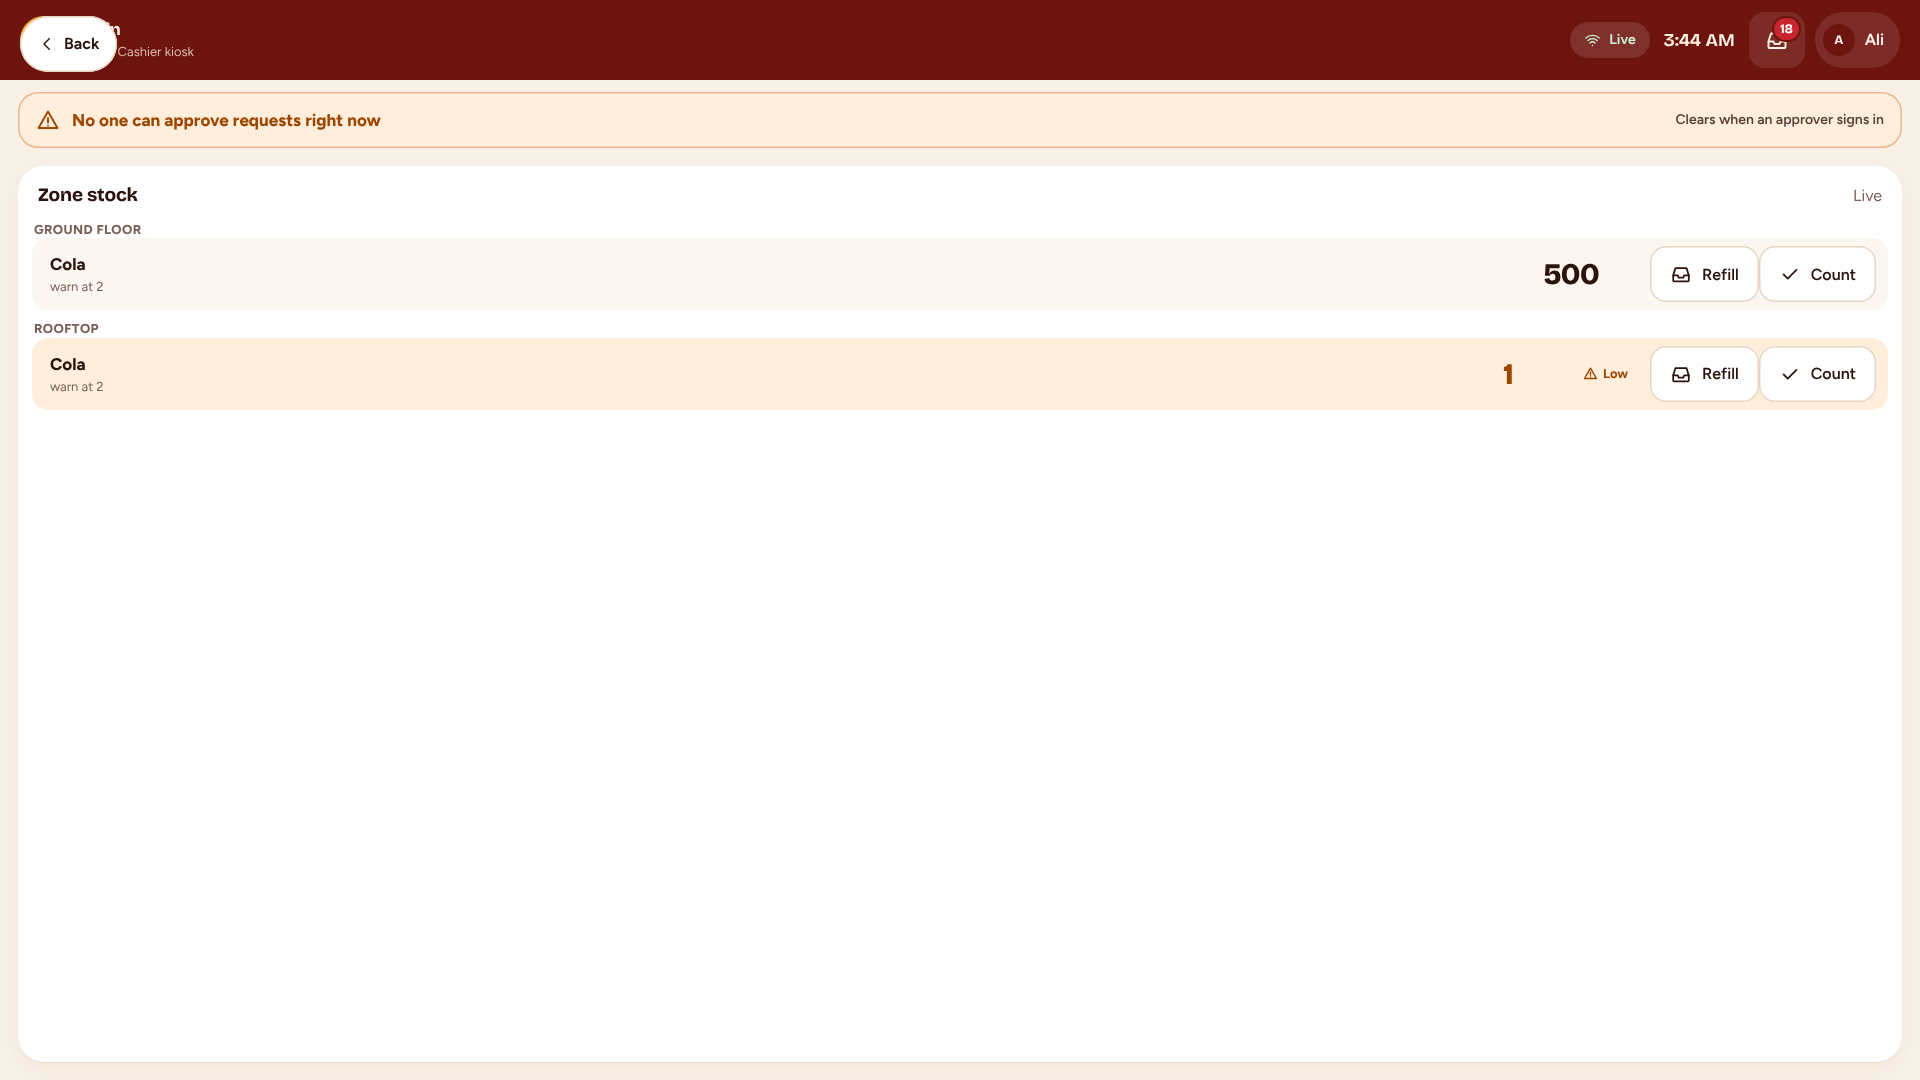 Back
Cashier kiosk
Live
3:44 AM
18
A
Ali
No one can approve requests right now
Clears when an approver signs in
Zone stock
Live
GROUND FLOOR
Cola
warn at 2
500
Refill
Count
ROOFTOP
Cola
warn at 2
1
Low
Refill
Count